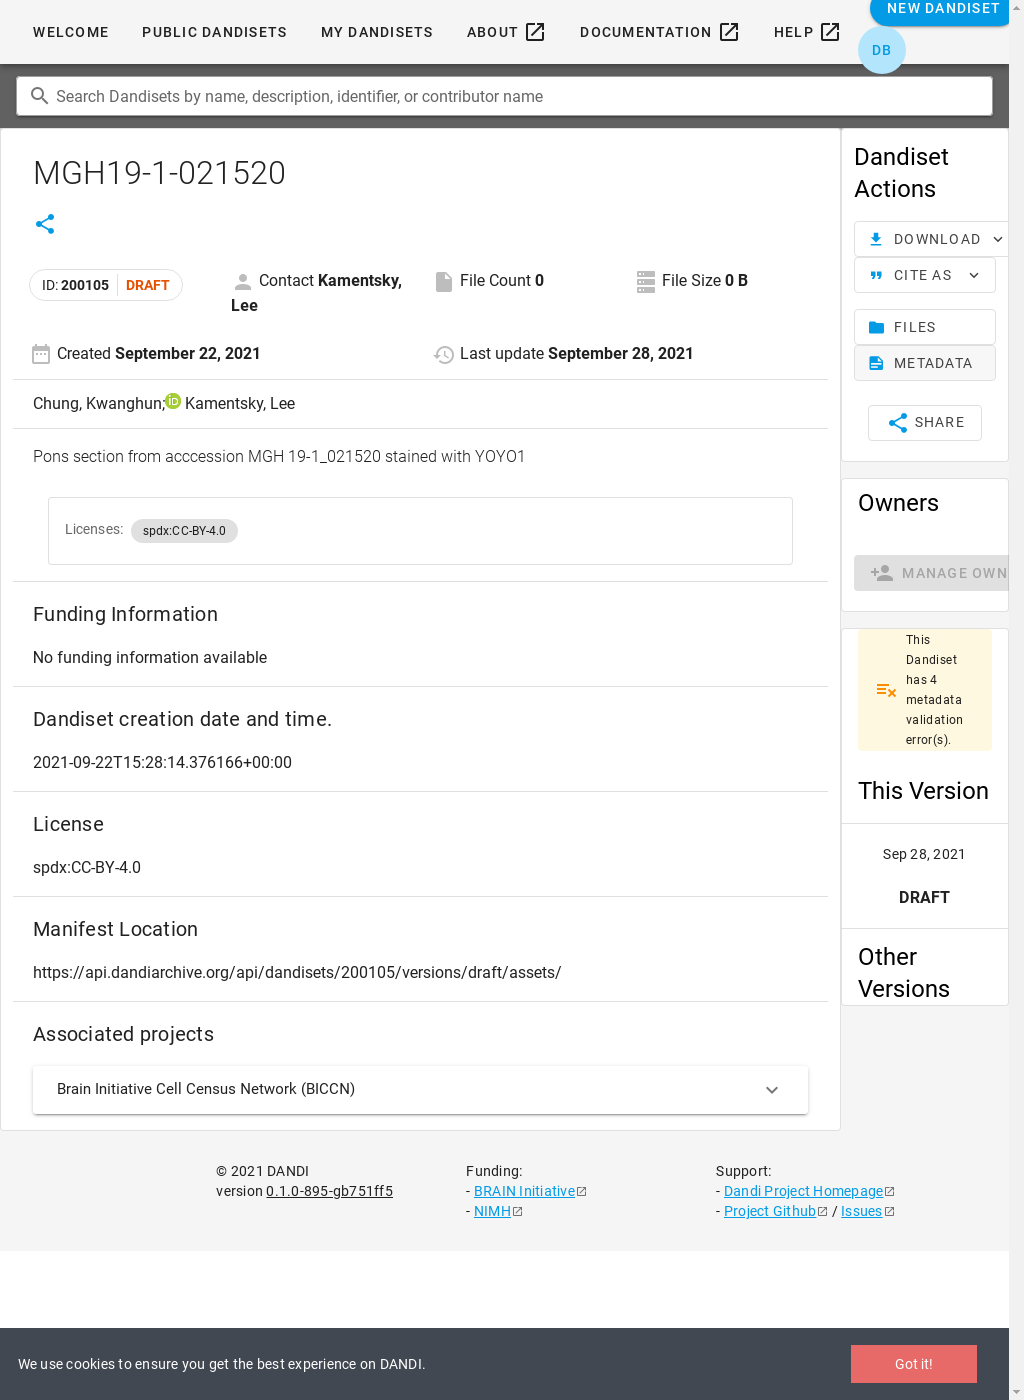 NEW DANDISET
WELCOME PUBLIC DANDISETS MY DANDISETS ABOUT DOCUMENTATION HELP
DB
Search Dandisets by name, description, identifier, or contributor name
MGH19-1-021520
ID: 200105 DRAFT
Contact Kamentsky, Lee
File Count 0
File Size 0 B
Created September 22, 2021
Last update September 28, 2021
Chung, Kwanghun; Kamentsky, Lee
Pons section from acccession MGH 19-1_021520 stained with YOYO1
Licenses: spdx:CC-BY-4.0
Funding Information
No funding information available
Dandiset creation date and time.
2021-09-22T15:28:14.376166+00:00
License
spdx:CC-BY-4.0
Manifest Location
https://api.dandiarchive.org/api/dandisets/200105/versions/draft/assets/
Associated projects
Brain Initiative Cell Census Network (BICCN)
Dandiset
Actions
DOWNLOAD
CITE AS
FILES
METADATA
SHARE
Owners
MANAGE OWN
This
Dandiset
has 4
metadata
validation
error(s).
This Version
Sep 28, 2021
DRAFT
Other
Versions
© 2021 DANDI
version 0.1.0-895-gb751ff5
Funding:
- BRAIN Initiative
- NIMH
Support:
- Dandi Project Homepage
- Project Github / Issues
We use cookies to ensure you get the best experience on DANDI.
Got it!